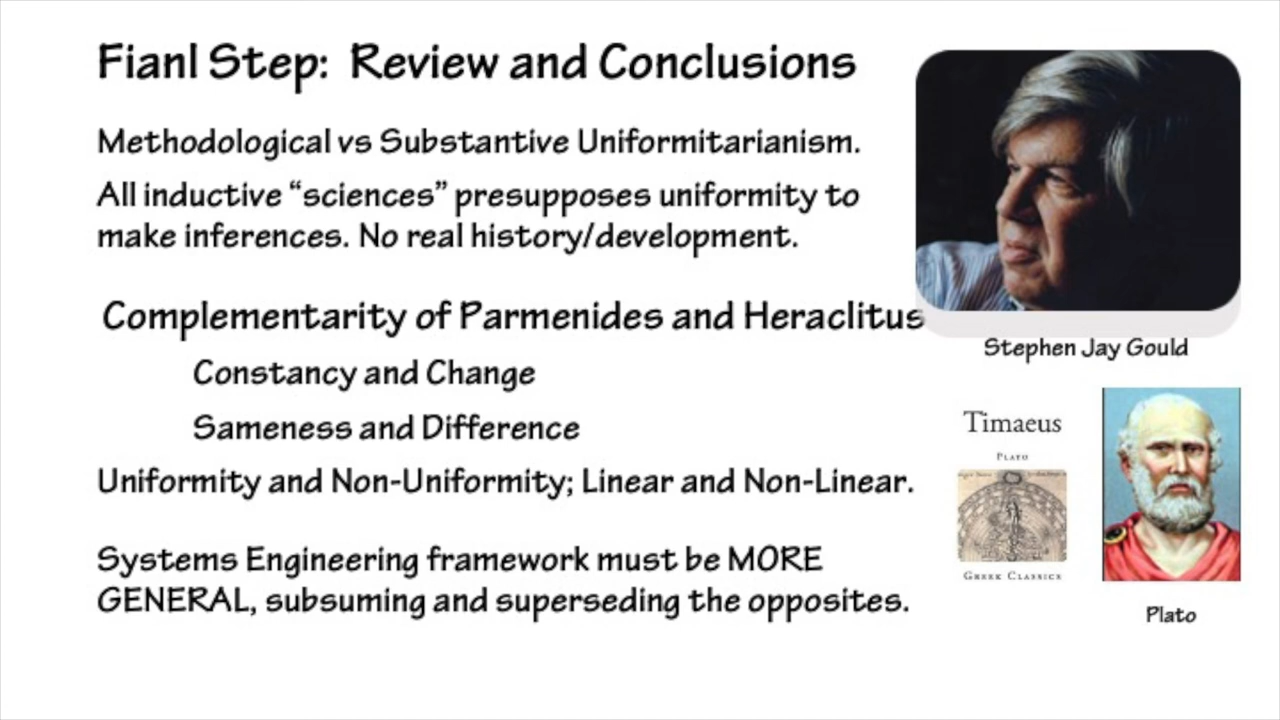 Fianl Step: Review and Conclusions
Methodological vs Substantive Uniformitarianism.
All inductive “sciences” presupposes uniformity to
make inferences. No real history/development.
Complementarity of Parmenides and Heraclitus
Constancy and Change
Sameness and Difference
Uniformity and Non-Uniformity; Linear and Non-Linear.
Systems Engineering framework must be MORE
GENERAL, subsuming and superseding the opposites.
Stephen Jay Gould
Timaeus
PLATO
GREEK CLASSICS
Plato